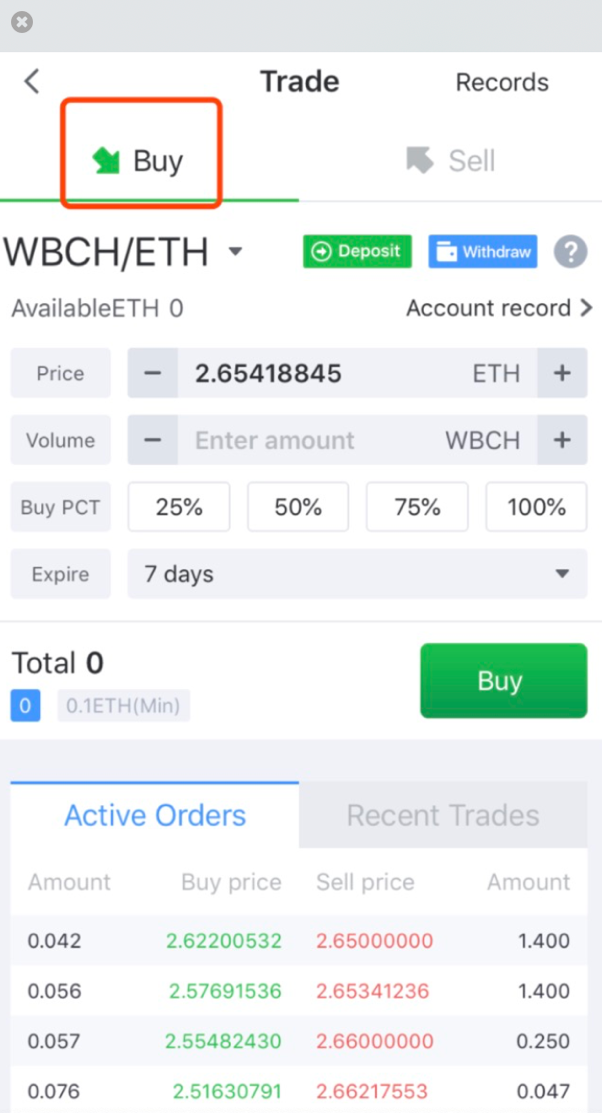 Trade Records
Buy Sell
WBCH/ETH Deposit Withdraw ?
AvailableETH 0 Account record
Price − 2.65418845 ETH +
Volume − Enter amount WBCH +
Buy PCT 25% 50% 75% 100%
Expire 7 days
Total 0
0 0.1ETH(Min) Buy
Active Orders Recent Trades
Amount Buy price Sell price Amount
0.042 2.62200532 2.65000000 1.400
0.056 2.57691536 2.65341236 1.400
0.057 2.55482430 2.66000000 0.250
0.076 2.51630791 2.66217553 0.047